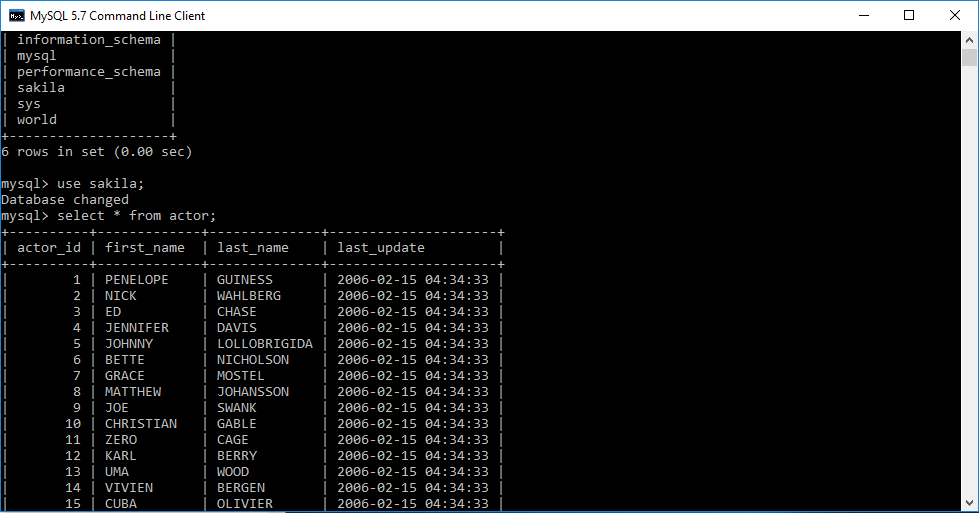 MySQL 5.7 Command Line Client
| information_schema |
| mysql              |
| performance_schema |
| sakila             |
| sys                |
| world              |
+--------------------+
6 rows in set (0.00 sec)

mysql> use sakila;
Database changed
mysql> select * from actor;
+----------+-------------+--------------+---------------------+
| actor_id | first_name  | last_name    | last_update         |
+----------+-------------+--------------+---------------------+
|        1 | PENELOPE    | GUINESS      | 2006-02-15 04:34:33 |
|        2 | NICK        | WAHLBERG     | 2006-02-15 04:34:33 |
|        3 | ED          | CHASE        | 2006-02-15 04:34:33 |
|        4 | JENNIFER    | DAVIS        | 2006-02-15 04:34:33 |
|        5 | JOHNNY      | LOLLOBRIGIDA | 2006-02-15 04:34:33 |
|        6 | BETTE       | NICHOLSON    | 2006-02-15 04:34:33 |
|        7 | GRACE       | MOSTEL       | 2006-02-15 04:34:33 |
|        8 | MATTHEW     | JOHANSSON    | 2006-02-15 04:34:33 |
|        9 | JOE         | SWANK        | 2006-02-15 04:34:33 |
|       10 | CHRISTIAN   | GABLE        | 2006-02-15 04:34:33 |
|       11 | ZERO        | CAGE         | 2006-02-15 04:34:33 |
|       12 | KARL        | BERRY        | 2006-02-15 04:34:33 |
|       13 | UMA         | WOOD         | 2006-02-15 04:34:33 |
|       14 | VIVIEN      | BERGEN       | 2006-02-15 04:34:33 |
|       15 | CUBA        | OLIVIER      | 2006-02-15 04:34:33 |